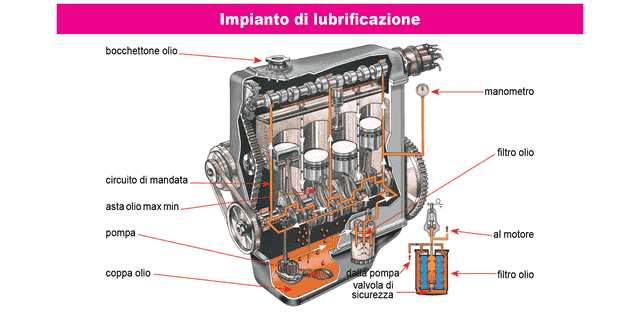 Impianto di lubrificazione
bocchettone olio
manometro
filtro olio
circuito di mandata
asta olio max min
pompa
al motore
coppa olio
dalla pompa
valvola di
sicurezza
filtro olio